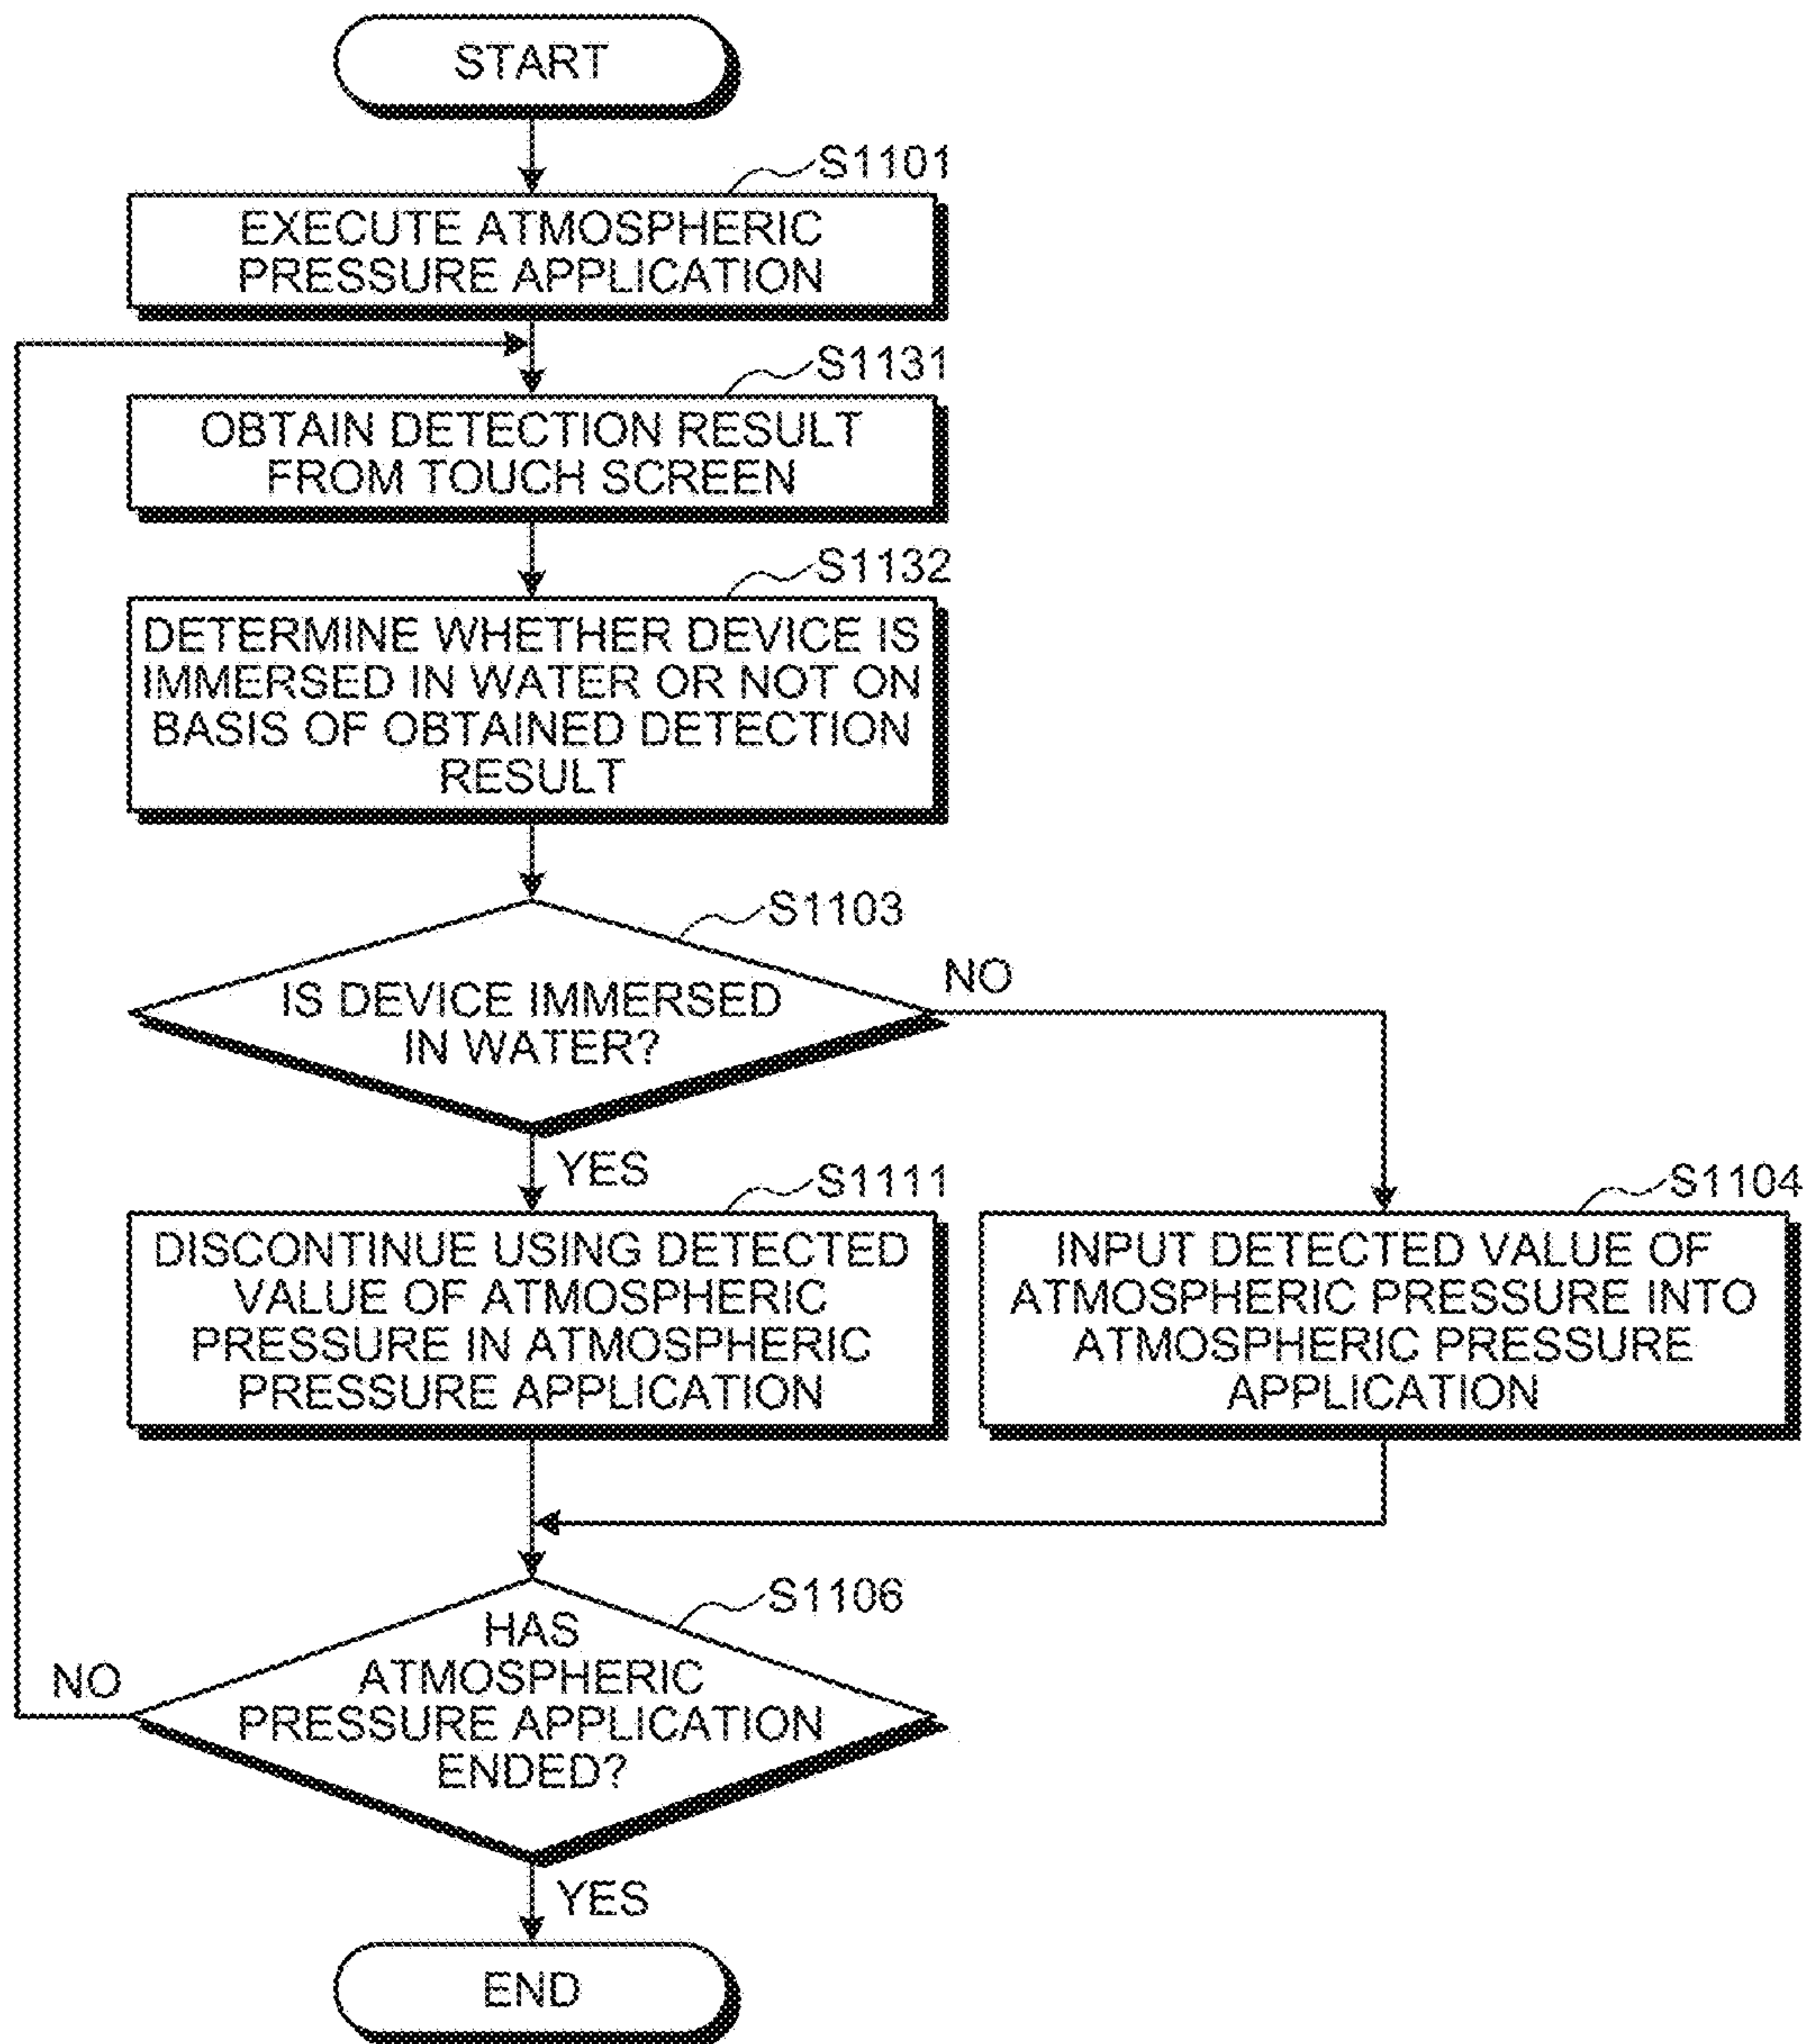 START
S1101
EXECUTE ATMOSPHERIC
PRESSURE APPLICATION
S1131
OBTAIN DETECTION RESULT
FROM TOUCH SCREEN
S1132
DETERMINE WHETHER DEVICE IS
IMMERSED IN WATER OR NOT ON
BASIS OF OBTAINED DETECTION
RESULT
S1103
IS DEVICE IMMERSED
IN WATER?
NO
YES
S1111
DISCONTINUE USING DETECTED
VALUE OF ATMOSPHERIC
PRESSURE IN ATMOSPHERIC
PRESSURE APPLICATION
S1104
INPUT DETECTED VALUE OF
ATMOSPHERIC PRESSURE INTO
ATMOSPHERIC PRESSURE
APPLICATION
S1106
HAS
ATMOSPHERIC
PRESSURE APPLICATION
ENDED?
NO
YES
END